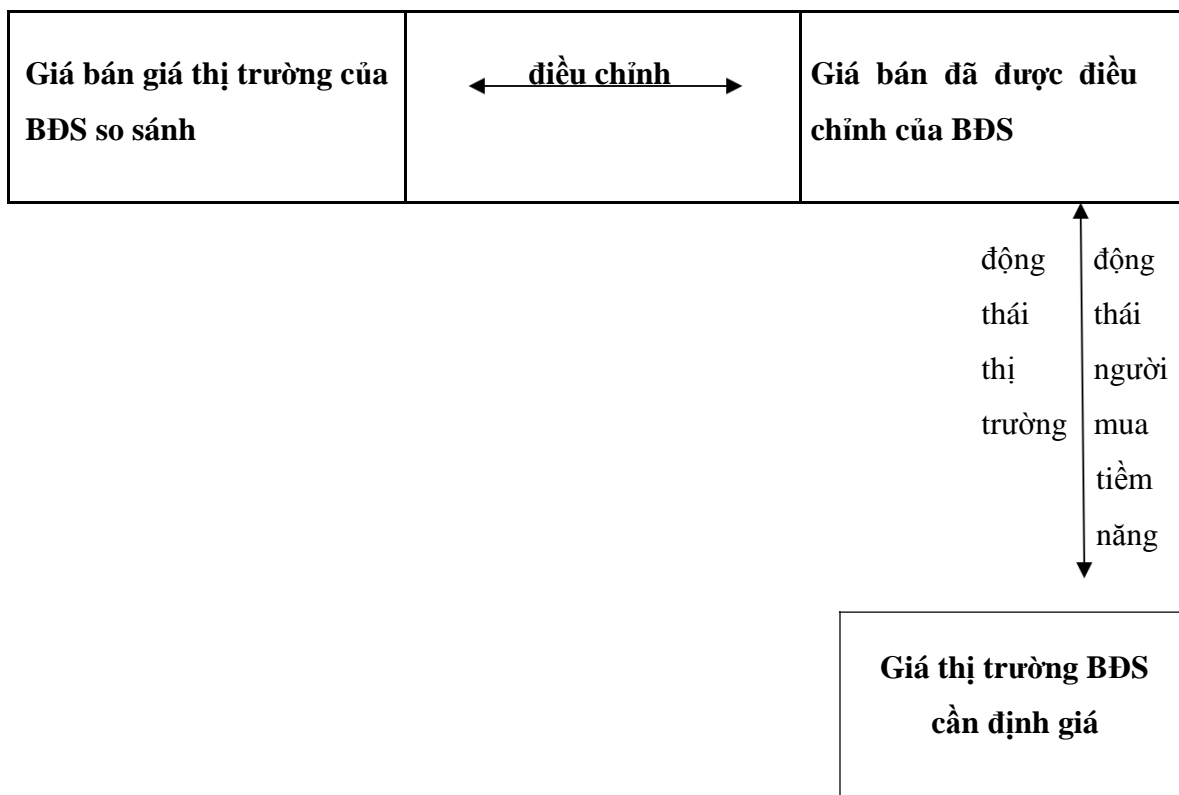 Giá bán giá thị trường của
BĐS so sánh
điều chỉnh
Giá bán đã được điều
chỉnh của BĐS
động
thái
thị
trường
động
thái
người
mua
tiềm
năng
Giá thị trường BĐS
cần định giá